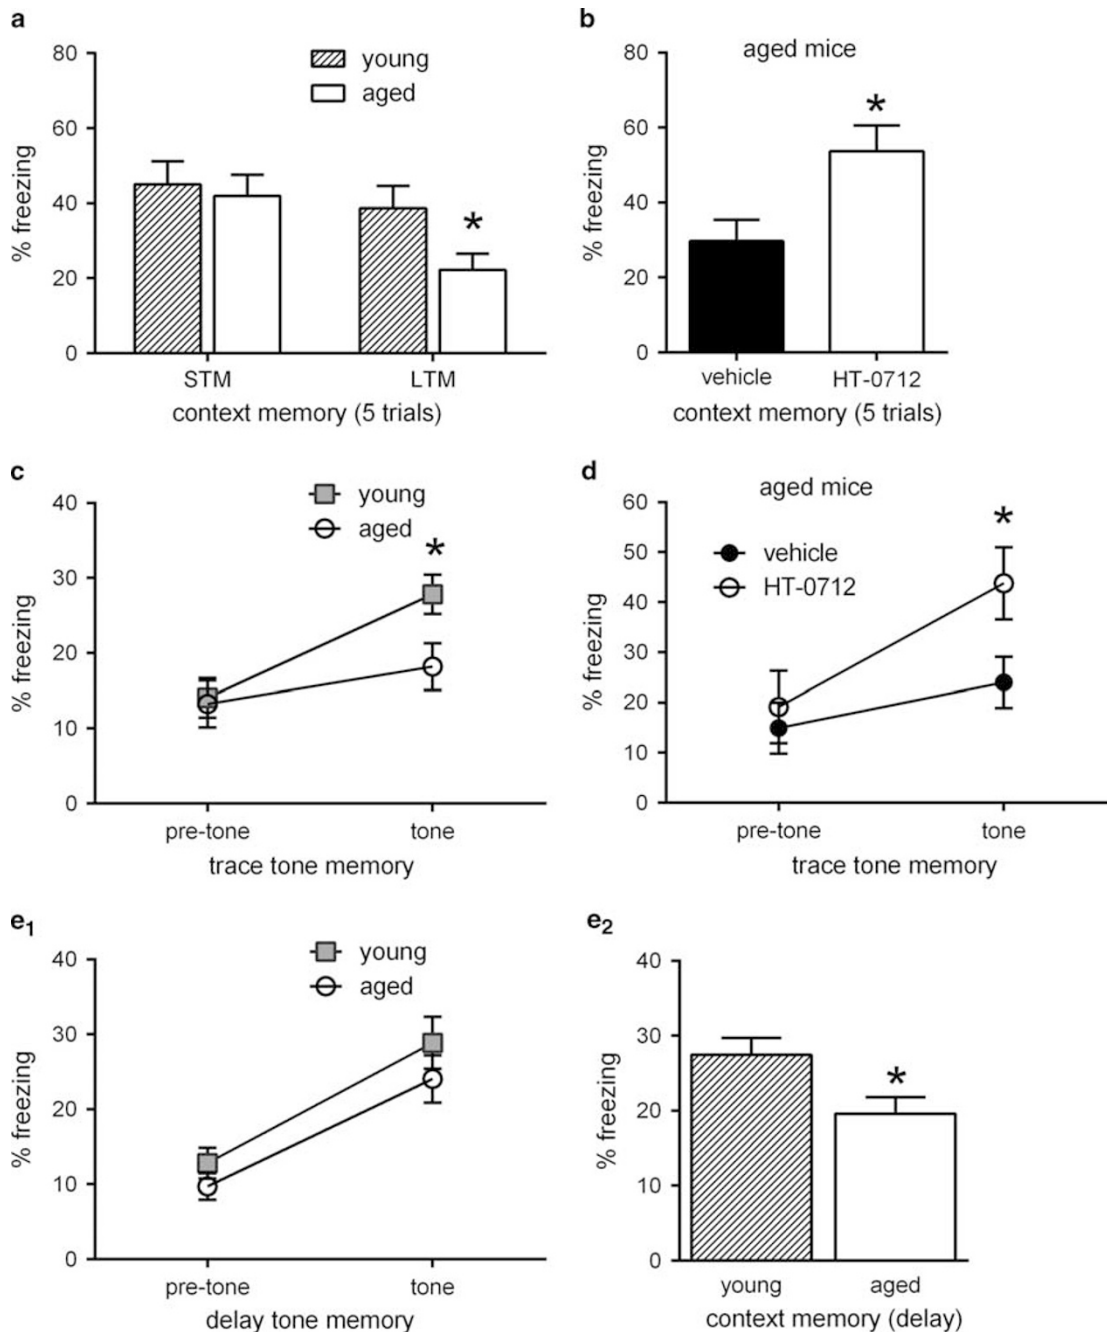 a
80
60
40
20
0
% freezing
young
aged
*
STM LTM
context memory (5 trials)
b
aged mice
80
60
40
20
0
% freezing
*
vehicle HT-0712
context memory (5 trials)
c
40
30
20
10
0
% freezing
young
aged
*
pre-tone tone
trace tone memory
d
aged mice
60
50
40
30
20
10
0
% freezing
vehicle
HT-0712
*
pre-tone tone
trace tone memory
e1
40
30
20
10
0
% freezing
young
aged
pre-tone tone
delay tone memory
e2
40
30
20
10
0
% freezing
*
young aged
context memory (delay)